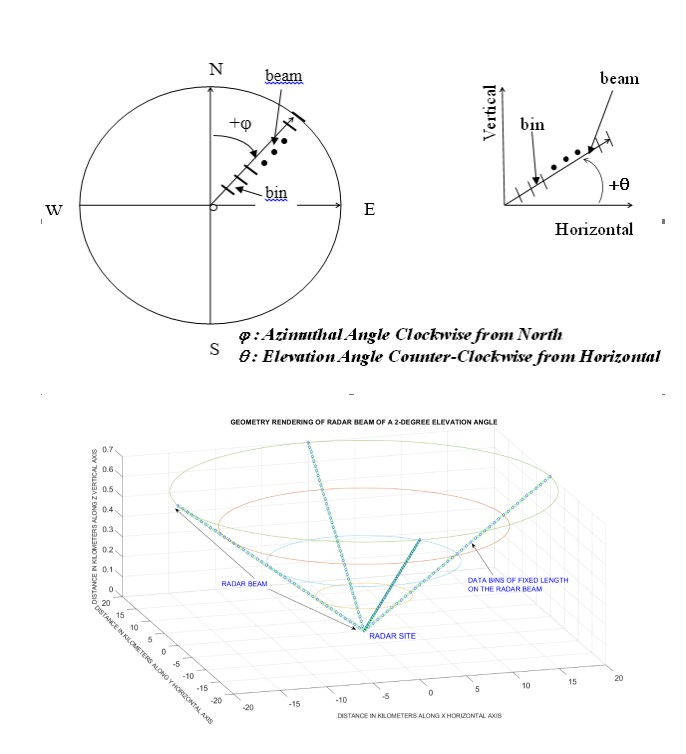 N
beam
+φ
bin
W
E
S
Vertical
bin
beam
+θ
Horizontal
φ : Azimuthal Angle Clockwise from North
θ : Elevation Angle Counter-Clockwise from Horizontal
GEOMETRY RENDERING OF RADAR BEAM OF A 2-DEGREE ELEVATION ANGLE
DISTANCE IN KILOMETERS ALONG Z VERTICAL AXIS
0.7
0.6
0.5
0.4
0.3
0.2
0.1
0
RADAR BEAM
DATA BINS OF FIXED LENGTH
ON THE RADAR BEAM
RADAR SITE
DISTANCE IN KILOMETERS ALONG Y HORIZONTAL AXIS
20
15
10
5
0
-5
-10
-15
-20
-20
-15
-10
-5
0
5
10
15
20
DISTANCE IN KILOMETERS ALONG X HORIZONTAL AXIS